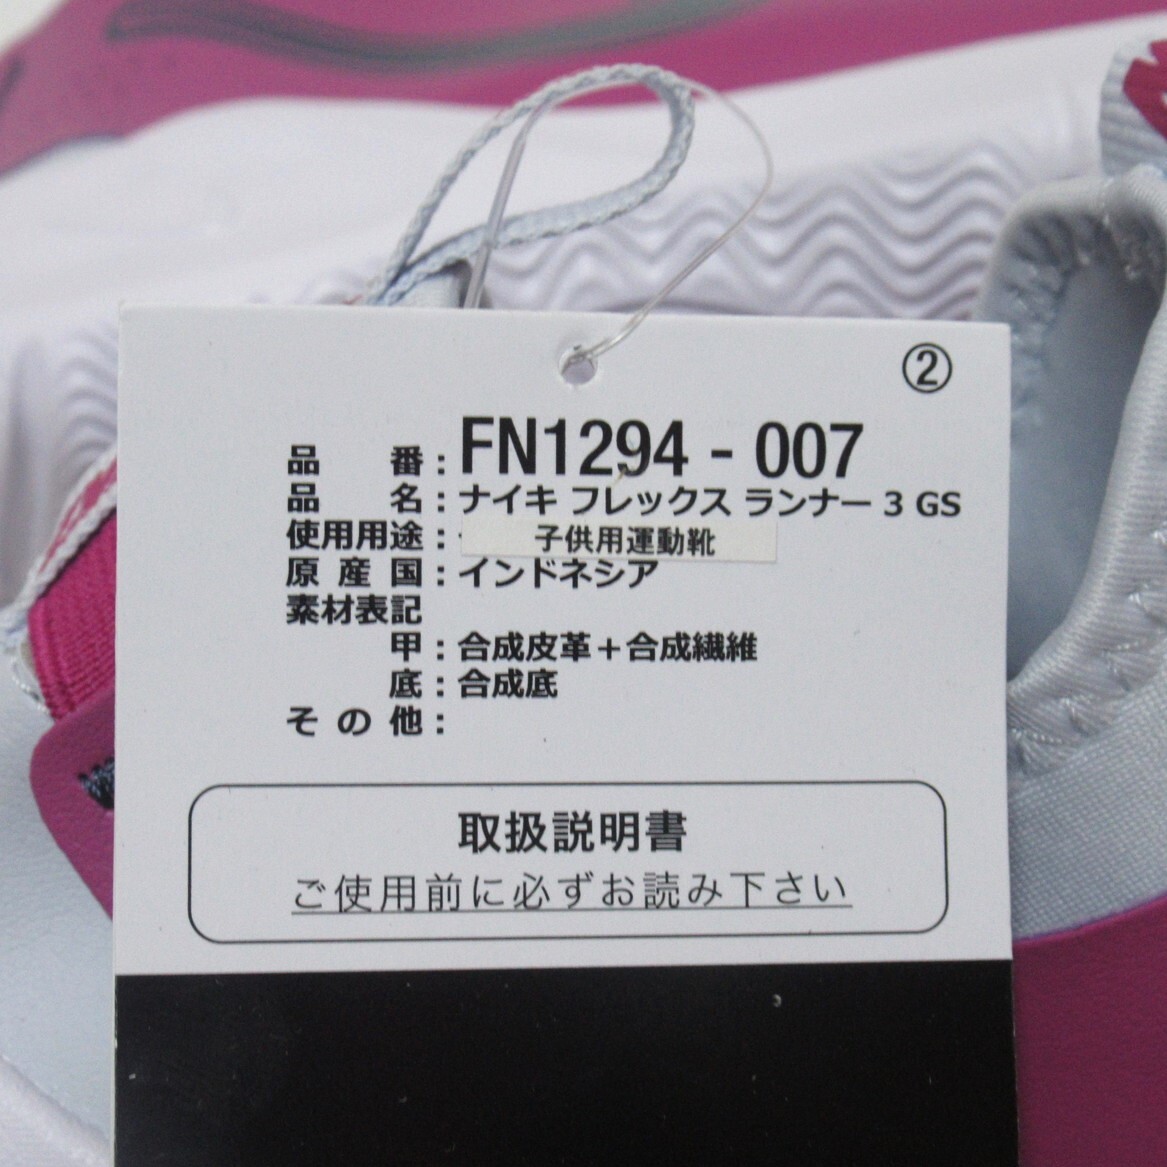 ②
品 番：FN1294 - 007
品 名：ナイキ フレックス ランナー 3 GS
使用用途：子供用運動靴
原産国：インドネシア
素材表記
甲：合成皮革＋合成繊維
底：合成底
その他：
取扱説明書
ご使用前に必ずお読み下さい